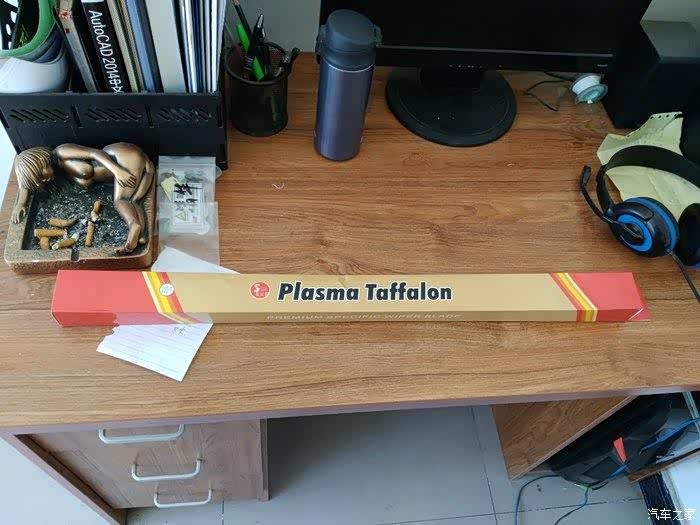 AutoCAD 2014
Plasma Taffalon
PREMIUM SPECIFIC WIPER BLADE
汽车之家